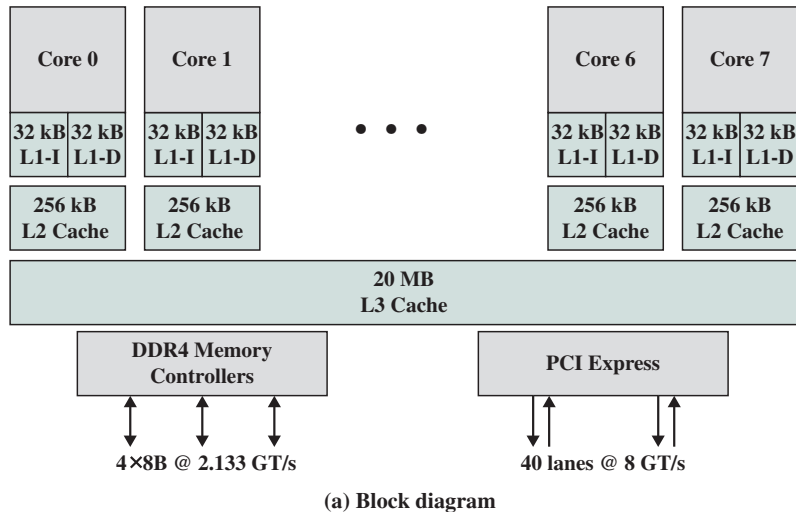 Core 0
Core 1
Core 6
Core 7
32 kB 32 kB
L1-I L1-D
32 kB 32 kB
L1-I L1-D
32 kB 32 kB
L1-I L1-D
32 kB 32 kB
L1-I L1-D
256 kB
L2 Cache
256 kB
L2 Cache
256 kB
L2 Cache
256 kB
L2 Cache
20 MB
L3 Cache
DDR4 Memory
Controllers
PCI Express
4×8B @ 2.133 GT/s
40 lanes @ 8 GT/s
(a) Block diagram